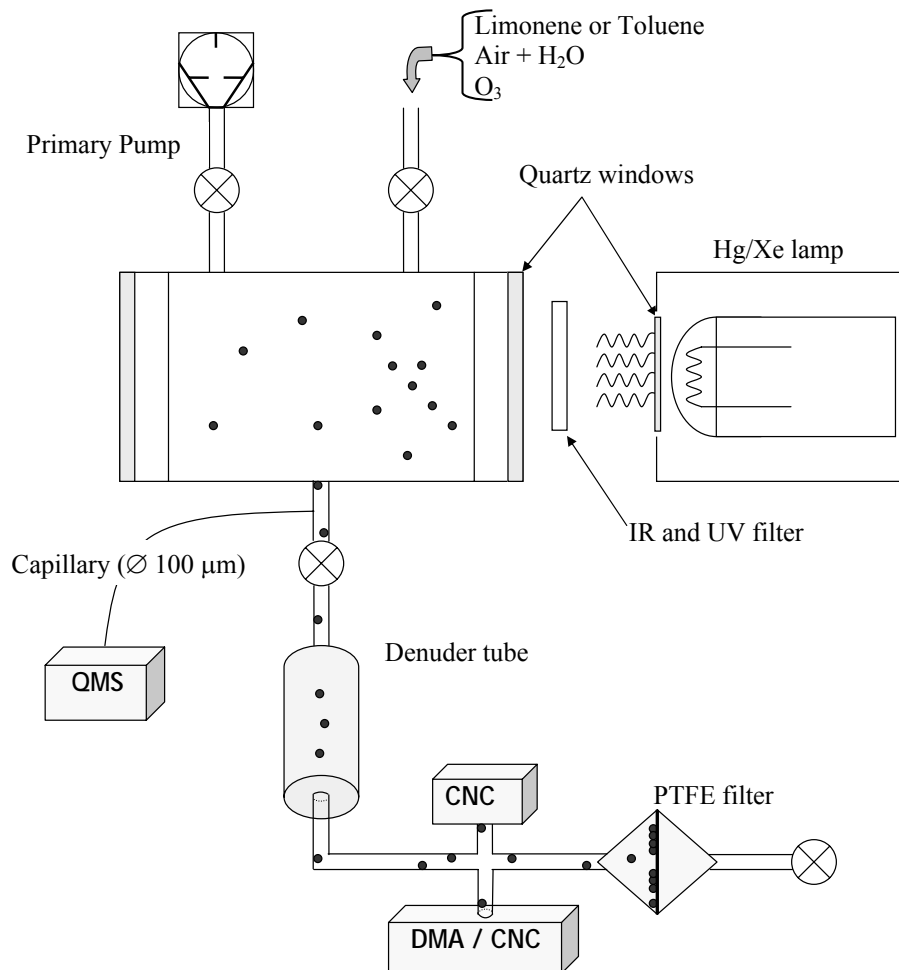 Limonene or Toluene
Air + H₂O
O₃
Primary Pump
Quartz windows
Hg/Xe lamp
IR and UV filter
Capillary (∅ 100 μm)
Denuder tube
QMS
CNC
PTFE filter
DMA / CNC